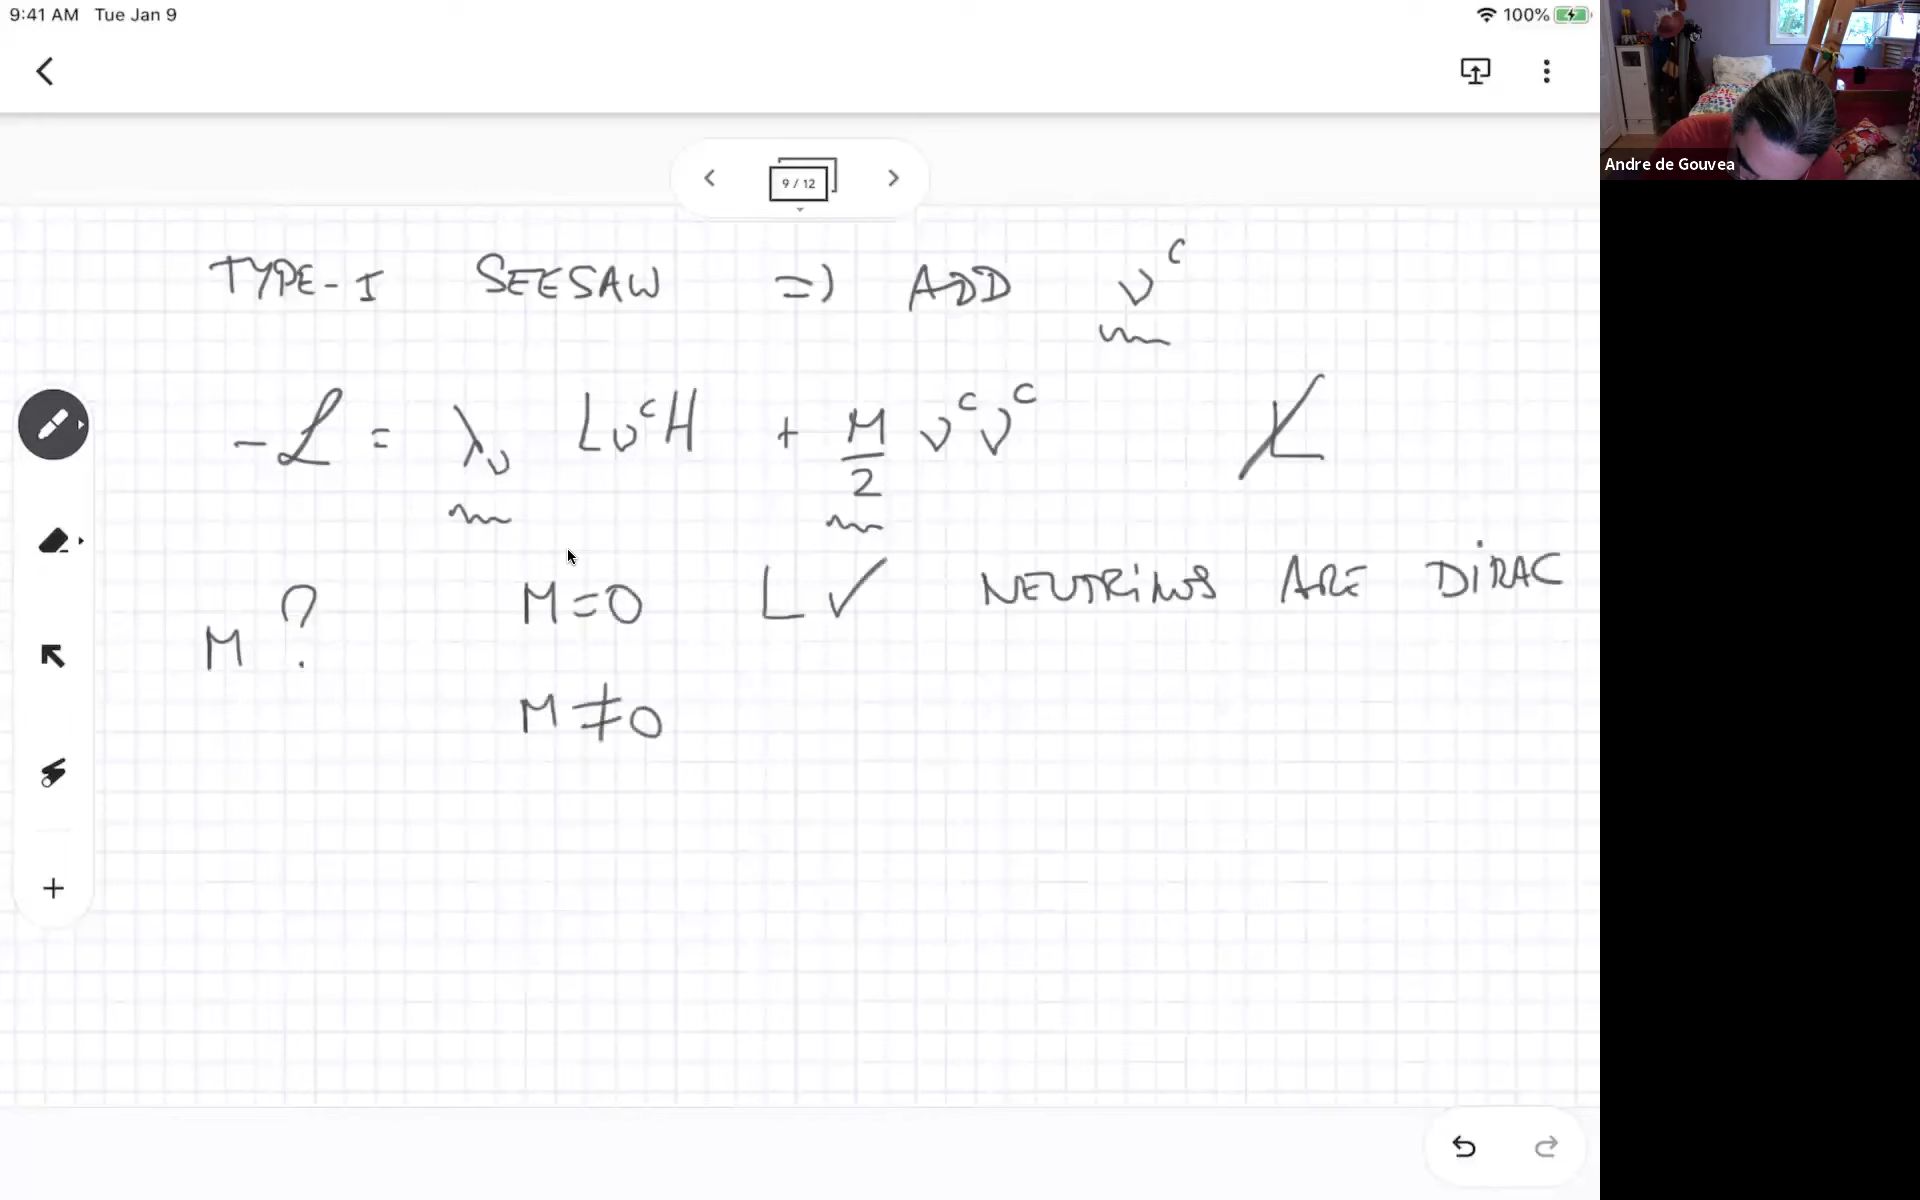 9:41 AM Tue Jan 9
100%
Andre de Gouvea
9 / 12
TYPE-I SEESAW => ADD ν^c
-ℒ = λ_ν Lν^cH + M/2 ν^cν^c L̸
M ? M=0 L ✓ NEUTRINOS ARE DIRAC
M≠0